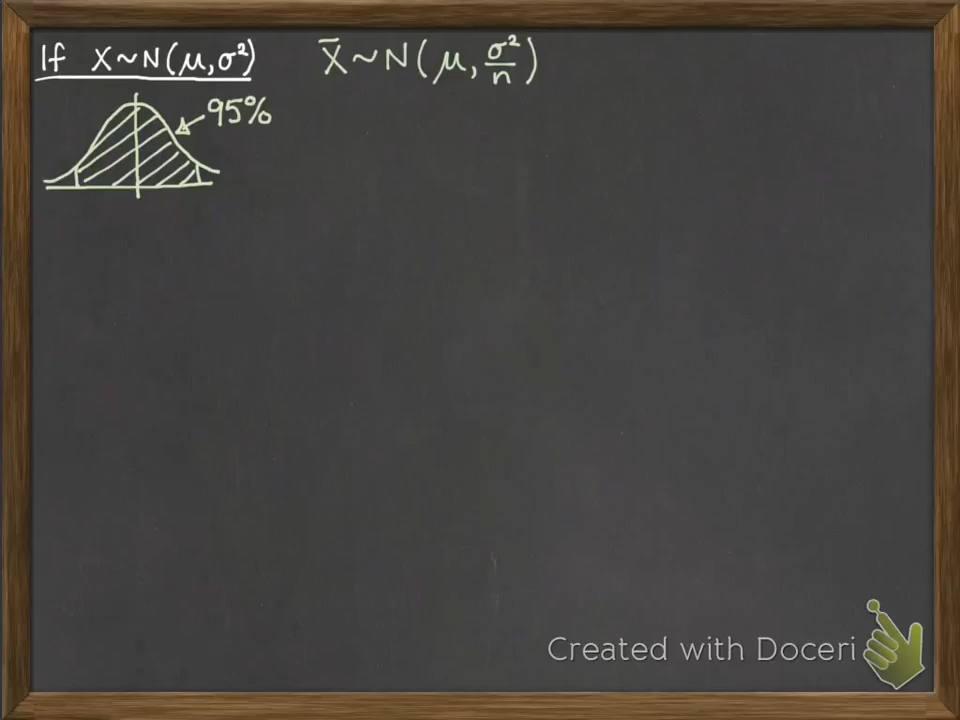 If X~N(μ,σ²)
X̄~N(μ,σ²/n)
95%
Created with Doceri